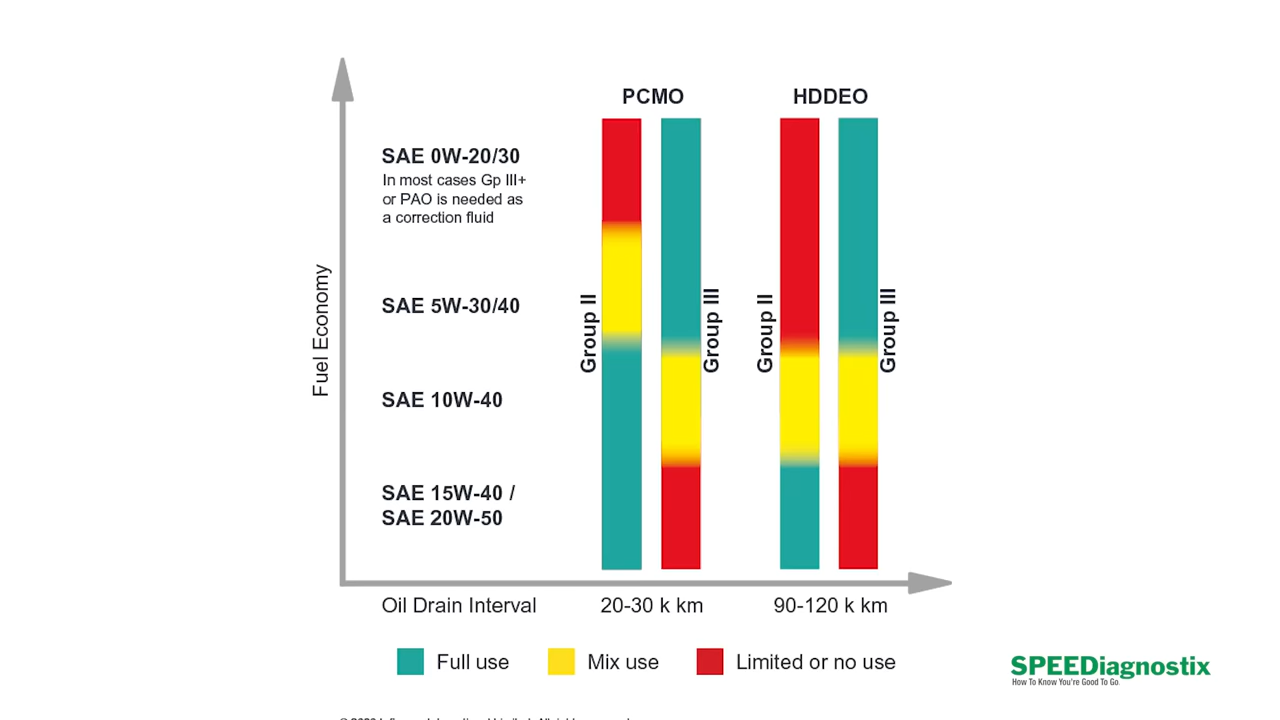 PCMO
HDDEO
SAE 0W-20/30
In most cases Gp III+
or PAO is needed as
a correction fluid
SAE 5W-30/40
SAE 10W-40
SAE 15W-40 /
SAE 20W-50
Fuel Economy
Group II
Group III
Group II
Group III
Oil Drain Interval
20-30 k km
90-120 k km
Full use
Mix use
Limited or no use
SPEEDiagnostix
How To Know You're Good To Go